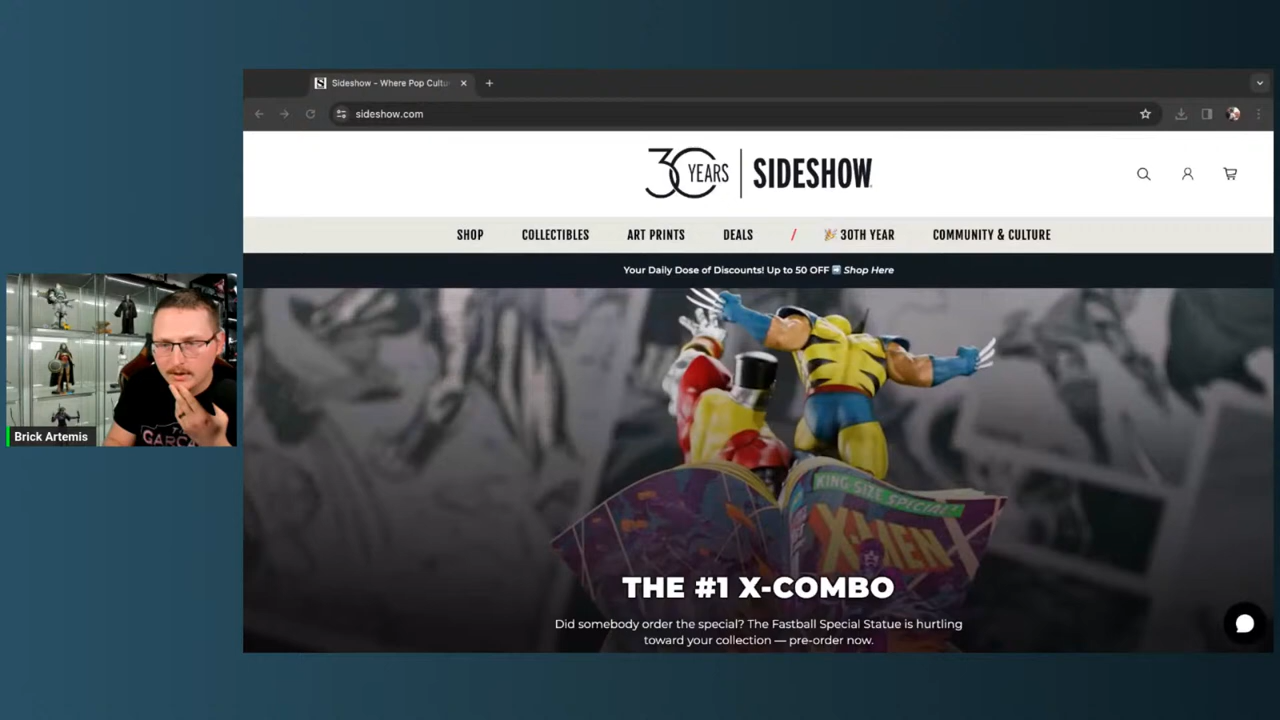 Sideshow - Where Pop Cultu
sideshow.com
30 YEARS | SIDESHOW
SHOP COLLECTIBLES ART PRINTS DEALS / 🎉 30TH YEAR COMMUNITY & CULTURE
Your Daily Dose of Discounts! Up to 50 OFF ➡️ Shop Here
KING SIZE SPECIAL
X-MEN
THE #1 X-COMBO
Did somebody order the special? The Fastball Special Statue is hurtling
toward your collection — pre-order now.
Brick Artemis